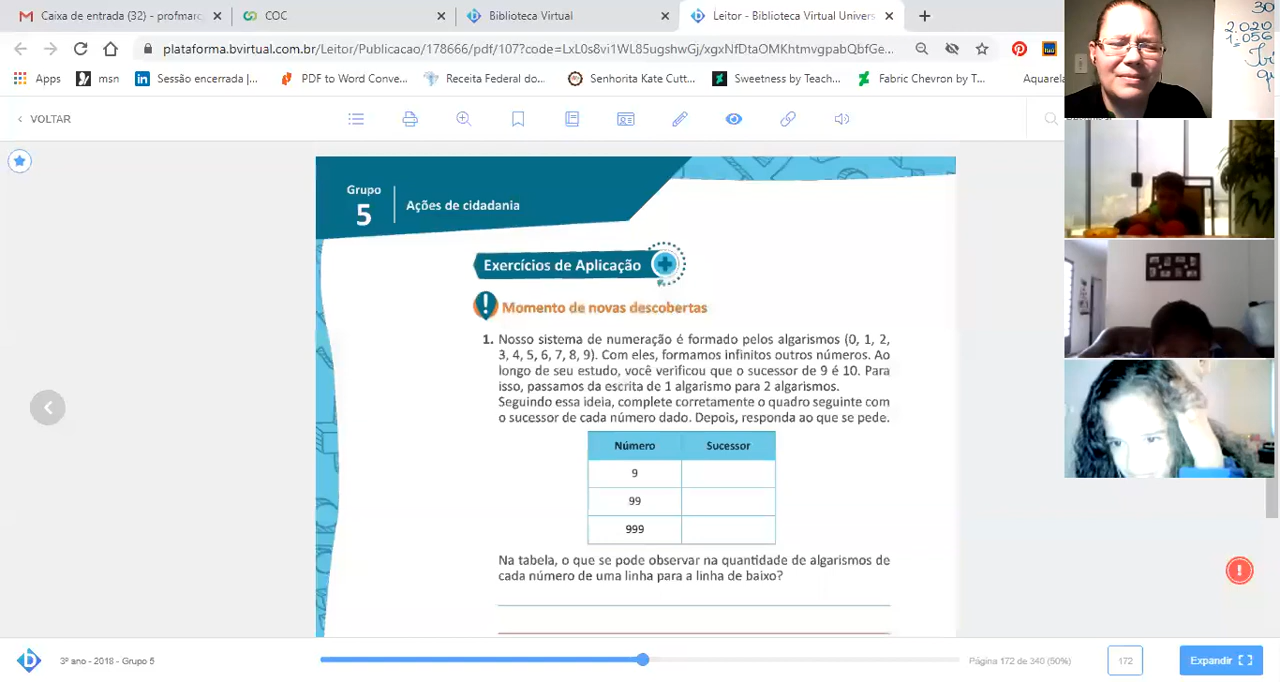 Caixa de entrada (32) - profmarc
COC
Biblioteca Virtual
Leitor - Biblioteca Virtual Univers
plataforma.bvirtual.com.br/Leitor/Publicacao/178666/pdf/107?code=LxL0s8vi1WL85ugshwGj/xgxNfDtaOMKhtmvgpabQbfGe...
Apps
msn
Sessão encerrada |...
PDF to Word Conve...
Receita Federal do...
Senhorita Kate Cutt...
Sweetness by Teach...
Fabric Chevron by T...
Aquarela
VOLTAR
30
2.020
1.056
Grupo
5
Ações de cidadania
Exercícios de Aplicação
Momento de novas descobertas
1. Nosso sistema de numeração é formado pelos algarismos (0, 1, 2,
3, 4, 5, 6, 7, 8, 9). Com eles, formamos infinitos outros números. Ao
longo de seu estudo, você verificou que o sucessor de 9 é 10. Para
isso, passamos da escrita de 1 algarismo para 2 algarismos.
Seguindo essa ideia, complete corretamente o quadro seguinte com
o sucessor de cada número dado. Depois, responda ao que se pede.
Número Sucessor
9
99
999
Na tabela, o que se pode observar na quantidade de algarismos de
cada número de uma linha para a linha de baixo?
3º ano - 2018 - Grupo 5
Página 172 de 340 (50%)
172
Expandir